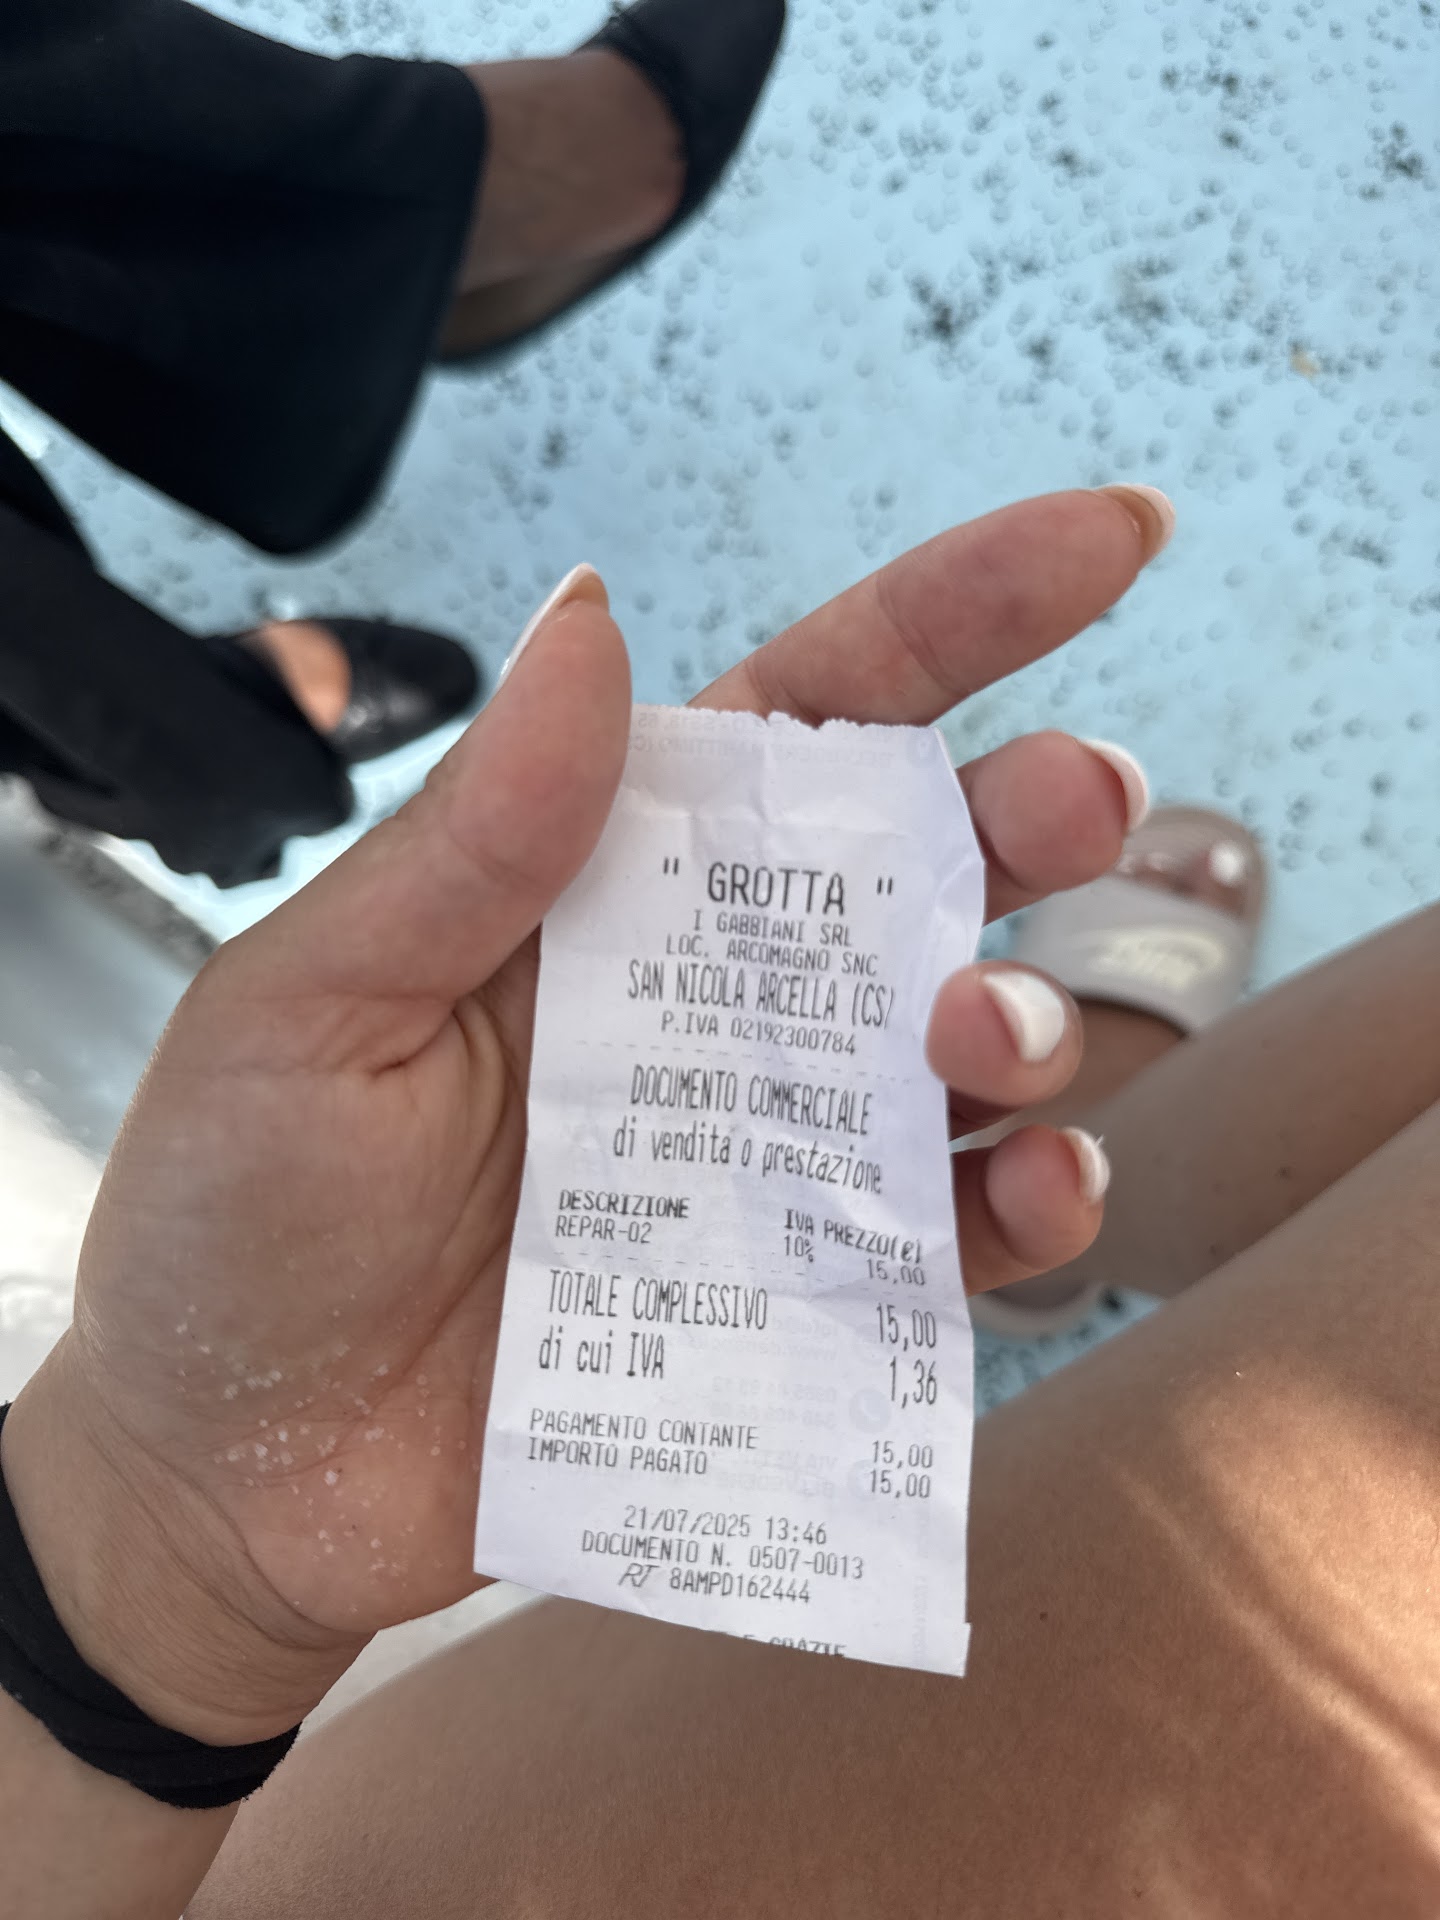 " GROTTA "
I GABBIANI SRL
LOC. ARCOMAGNO SNC
SAN NICOLA ARCELLA (CS)
P.IVA 02192300784
DOCUMENTO COMMERCIALE
di vendita o prestazione
DESCRIZIONE IVA PREZZO(€)
REPAR-02 10% 15,00
TOTALE COMPLESSIVO 15,00
di cui IVA 1,36
PAGAMENTO CONTANTE 15,00
IMPORTO PAGATO 15,00
21/07/2025 13:46
DOCUMENTO N. 0507-0013
RT 8AMPD162444
E GRAZIE